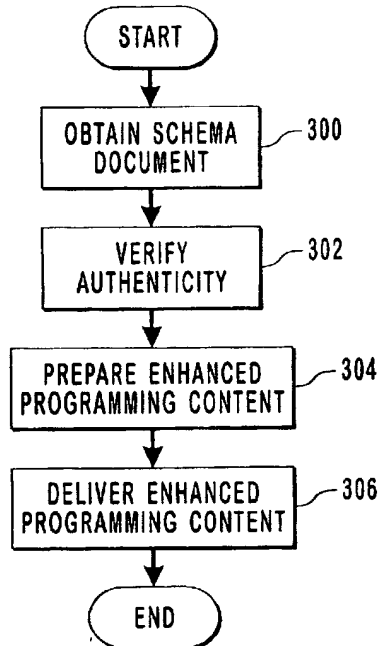 START
OBTAIN SCHEMA
DOCUMENT
300
VERIFY
AUTHENTICITY
302
PREPARE ENHANCED
PROGRAMMING CONTENT
304
DELIVER ENHANCED
PROGRAMMING CONTENT
306
END